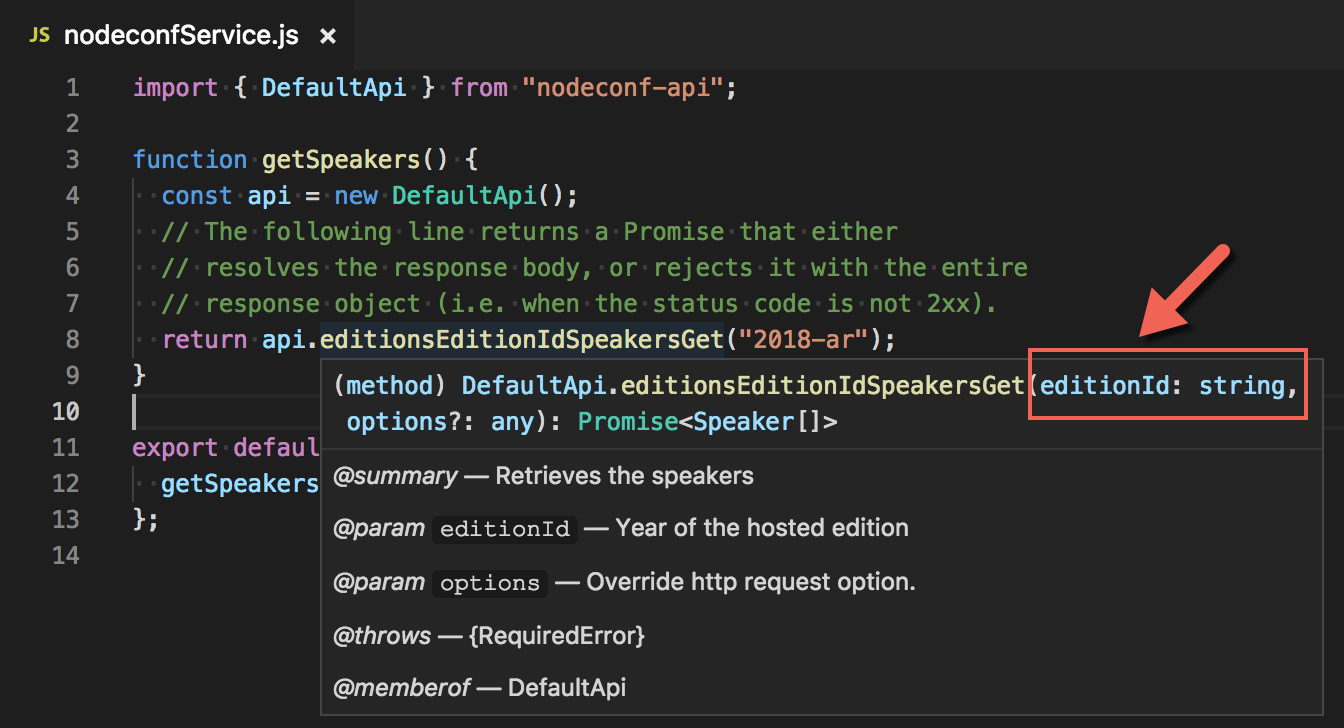 JS nodeconfService.js ×
1 import { DefaultApi } from "nodeconf-api";
2
3 function getSpeakers() {
4   const api = new DefaultApi();
5   // The following line returns a Promise that either
6   // resolves the response body, or rejects it with the entire
7   // response object (i.e. when the status code is not 2xx).
8   return api.editionsEditionIdSpeakersGet("2018-ar");
9 }
10
11 export defaul
12   getSpeakers
13 };
14
(method) DefaultApi.editionsEditionIdSpeakersGet(editionId: string,
options?: any): Promise<Speaker[]>
@summary — Retrieves the speakers
@param editionId — Year of the hosted edition
@param options — Override http request option.
@throws — {RequiredError}
@memberof — DefaultApi